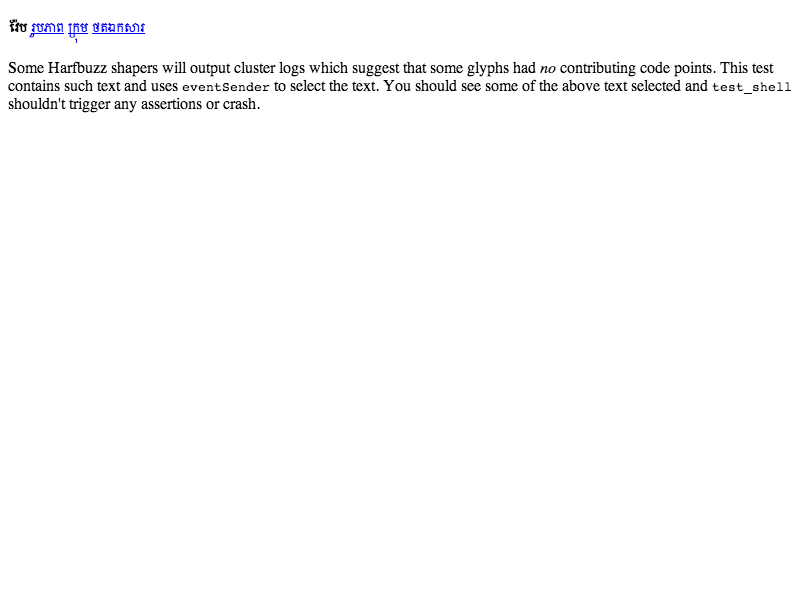 វ៉ែប រូបភាព ក្រុម ថតឯកសារ
Some Harfbuzz shapers will output cluster logs which suggest that some glyphs had no contributing code points. This test
contains such text and uses eventSender to select the text. You should see some of the above text selected and test_shell
shouldn't trigger any assertions or crash.